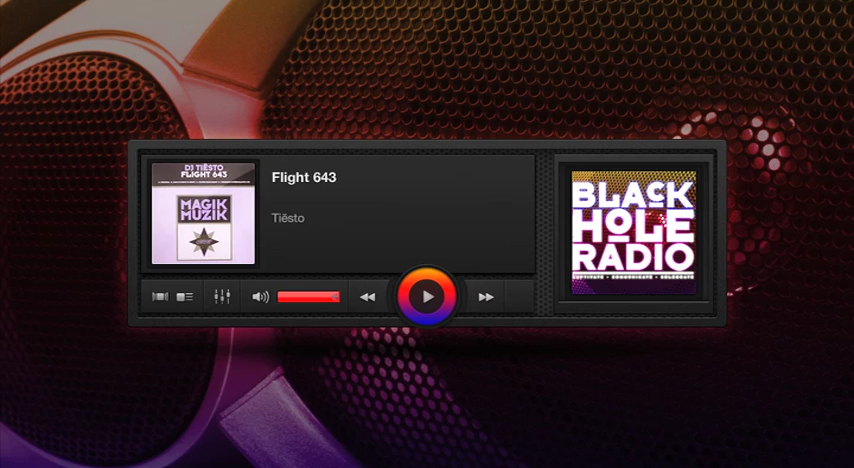 DJ TIËSTO
FLIGHT 643
MAGIK
MUZIK
Flight 643
Tiësto
BLACK
HOLE
RADIO